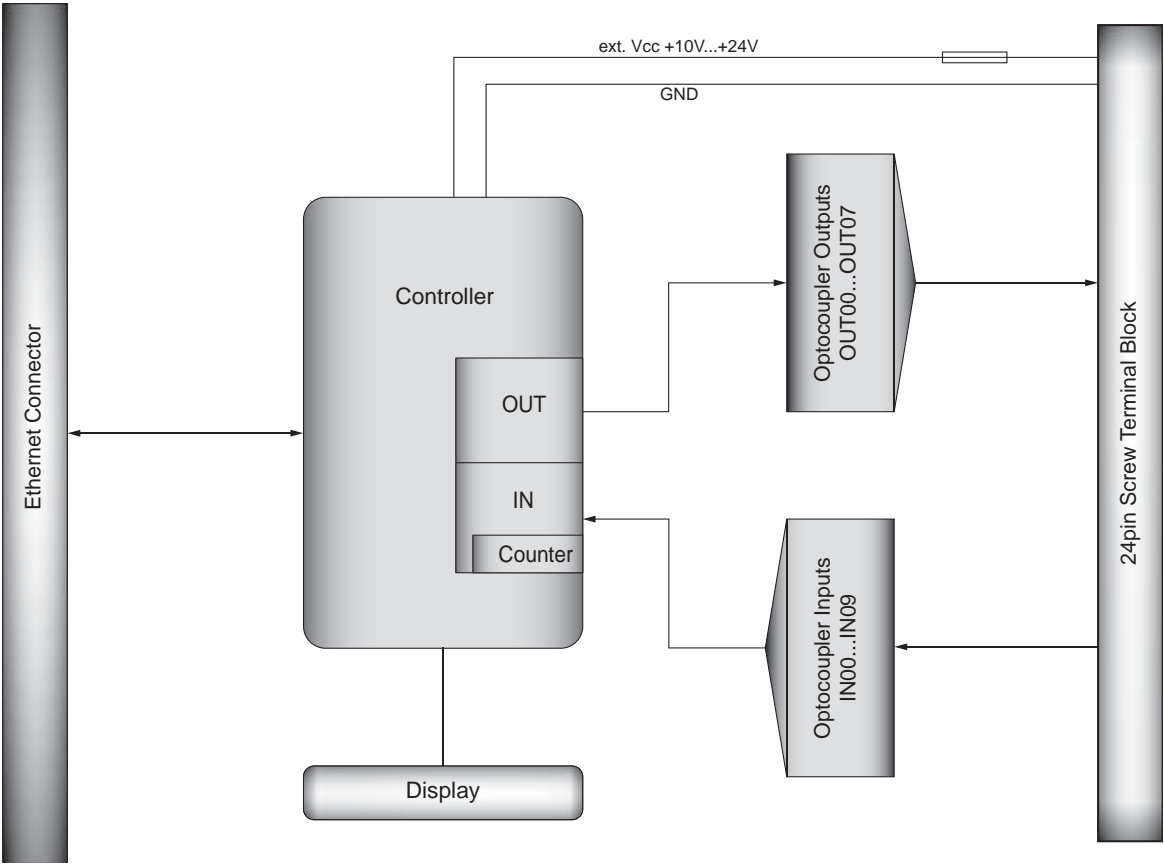 ext. Vcc +10V...+24V
GND
Ethernet Connector
Controller
OUT
IN
Counter
Display
Optocoupler Outputs
OUT00...OUT07
Optocoupler Inputs
IN00...IN09
24pin Screw Terminal Block